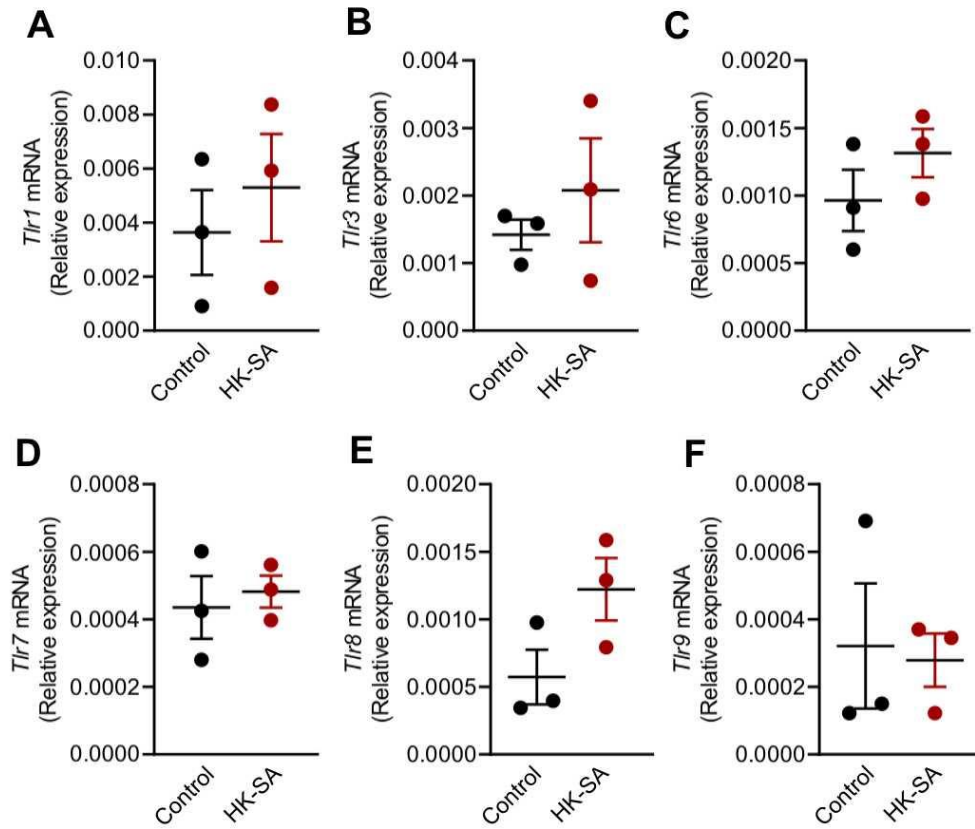 A
Tlr1 mRNA
(Relative expression)
0.010
0.008
0.006
0.004
0.002
0.000
Control
HK-SA
B
Tlr3 mRNA
(Relative expression)
0.004
0.003
0.002
0.001
0.000
Control
HK-SA
C
Tlr6 mRNA
(Relative expression)
0.0020
0.0015
0.0010
0.0005
0.0000
Control
HK-SA
D
Tlr7 mRNA
(Relative expression)
0.0008
0.0006
0.0004
0.0002
0.0000
Control
HK-SA
E
Tlr8 mRNA
(Relative expression)
0.0020
0.0015
0.0010
0.0005
0.0000
Control
HK-SA
F
Tlr9 mRNA
(Relative expression)
0.0008
0.0006
0.0004
0.0002
0.0000
Control
HK-SA